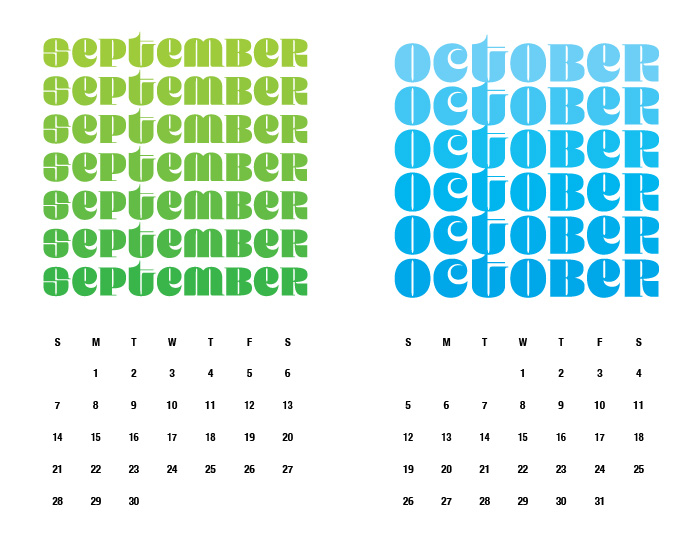 september
september
september
september
september
september
september
S M T W T F S
1 2 3 4 5 6
7 8 9 10 11 12 13
14 15 16 17 18 19 20
21 22 23 24 25 26 27
28 29 30
october
october
october
october
october
october
S M T W T F S
1 2 3 4
5 6 7 8 9 10 11
12 13 14 15 16 17 18
19 20 21 22 23 24 25
26 27 28 29 30 31